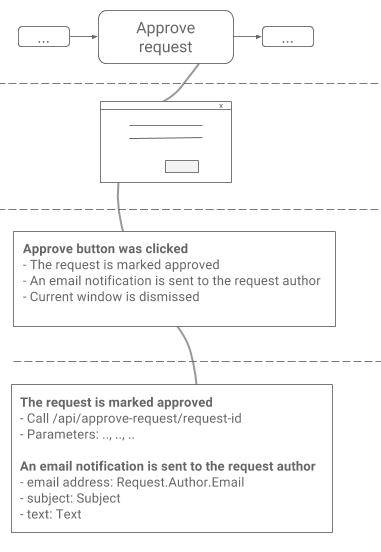 ...
Approve
request
...
x
Approve button was clicked
- The request is marked approved
- An email notification is sent to the request author
- Current window is dismissed
The request is marked approved
- Call /api/approve-request/request-id
- Parameters: .., .., ..
An email notification is sent to the request author
- email address: Request.Author.Email
- subject: Subject
- text: Text